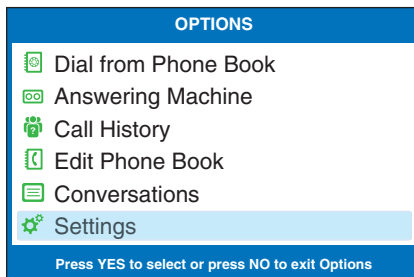 OPTIONS
Dial from Phone Book
Answering Machine
Call History
Edit Phone Book
Conversations
Settings
Press YES to select or press NO to exit Options